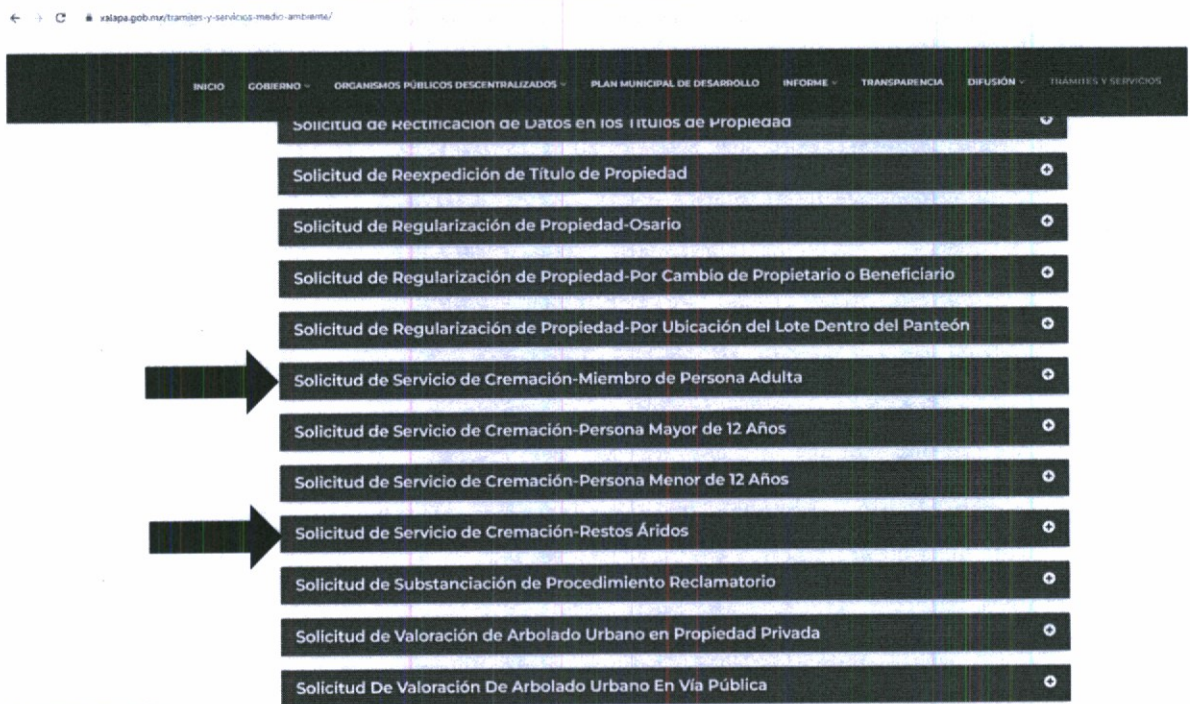 xalapa.gob.mx/tramites-y-servicios-medio-ambiente/
INICIO GOBIERNO ORGANISMOS PÚBLICOS DESCENTRALIZADOS PLAN MUNICIPAL DE DESARROLLO INFORME TRANSPARENCIA DIFUSIÓN TRÁMITES Y SERVICIOS
Solicitud de Rectificación de Datos en los Títulos de Propiedad
Solicitud de Reexpedición de Título de Propiedad
Solicitud de Regularización de Propiedad-Osario
Solicitud de Regularización de Propiedad-Por Cambio de Propietario o Beneficiario
Solicitud de Regularización de Propiedad-Por Ubicación del Lote Dentro del Panteón
Solicitud de Servicio de Cremación-Miembro de Persona Adulta
Solicitud de Servicio de Cremación-Persona Mayor de 12 Años
Solicitud de Servicio de Cremación-Persona Menor de 12 Años
Solicitud de Servicio de Cremación-Restos Áridos
Solicitud de Substanciación de Procedimiento Reclamatorio
Solicitud de Valoración de Arbolado Urbano en Propiedad Privada
Solicitud De Valoración De Arbolado Urbano En Vía Pública